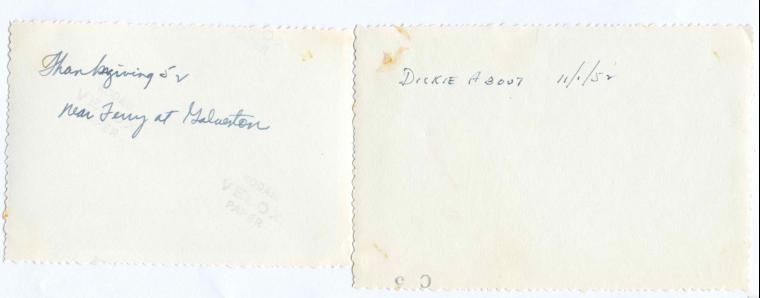 Thanksgiving 52
Near Ferry at Galveston
KODAK
VELOX
PAPER
DICKIE ABOUT 11/1/52